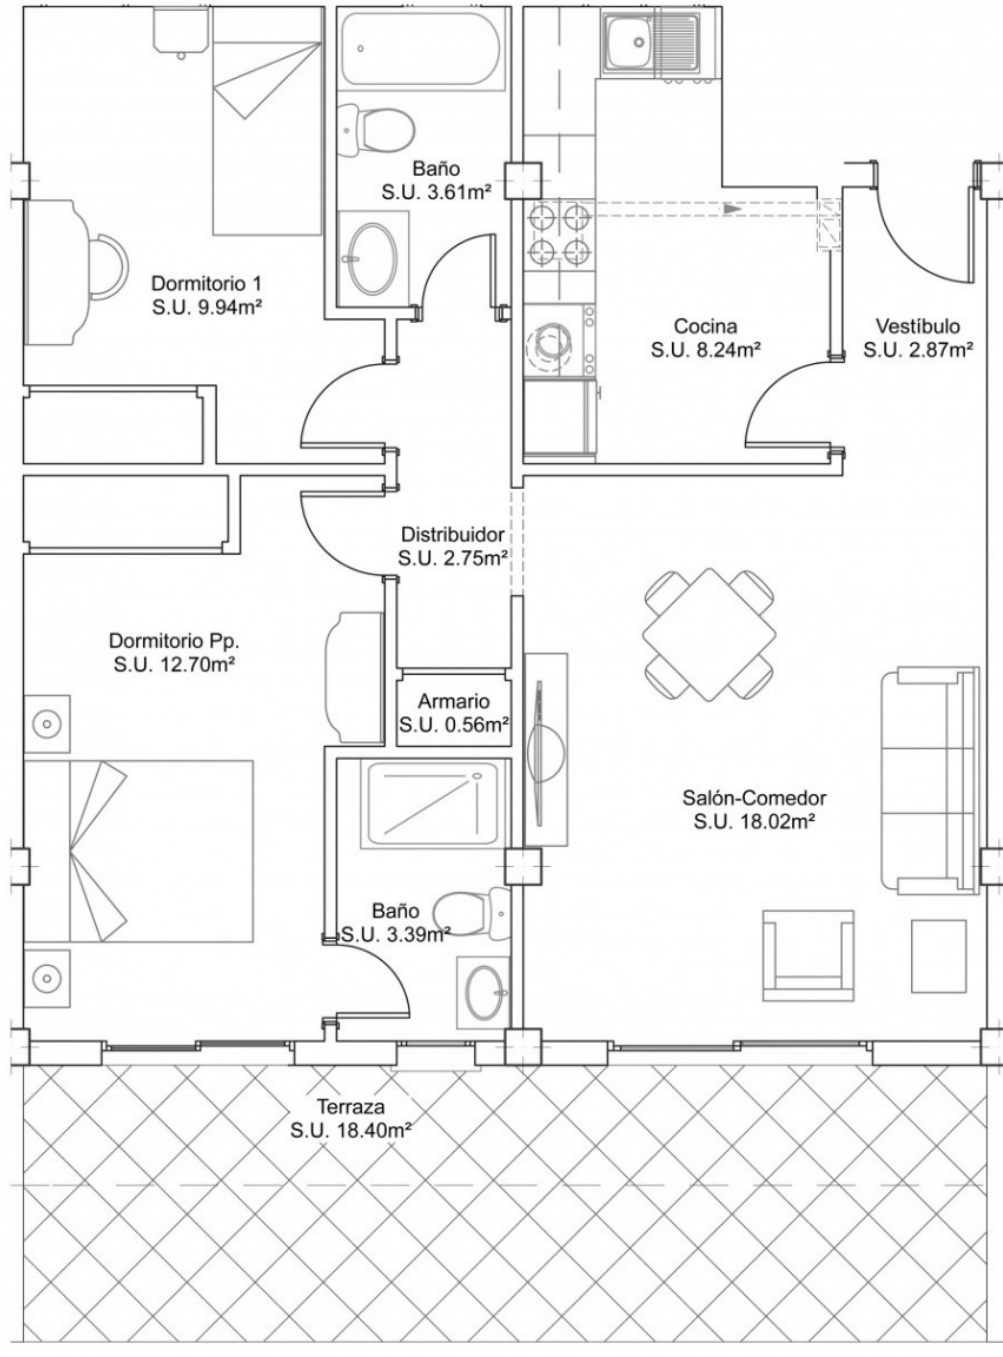 Baño
S.U. 3.61m²
Dormitorio 1
S.U. 9.94m²
Cocina
S.U. 8.24m²
Vestíbulo
S.U. 2.87m²
Distribuidor
S.U. 2.75m²
Dormitorio Pp.
S.U. 12.70m²
Armario
S.U. 0.56m²
Salón-Comedor
S.U. 18.02m²
Baño
S.U. 3.39m²
Terraza
S.U. 18.40m²